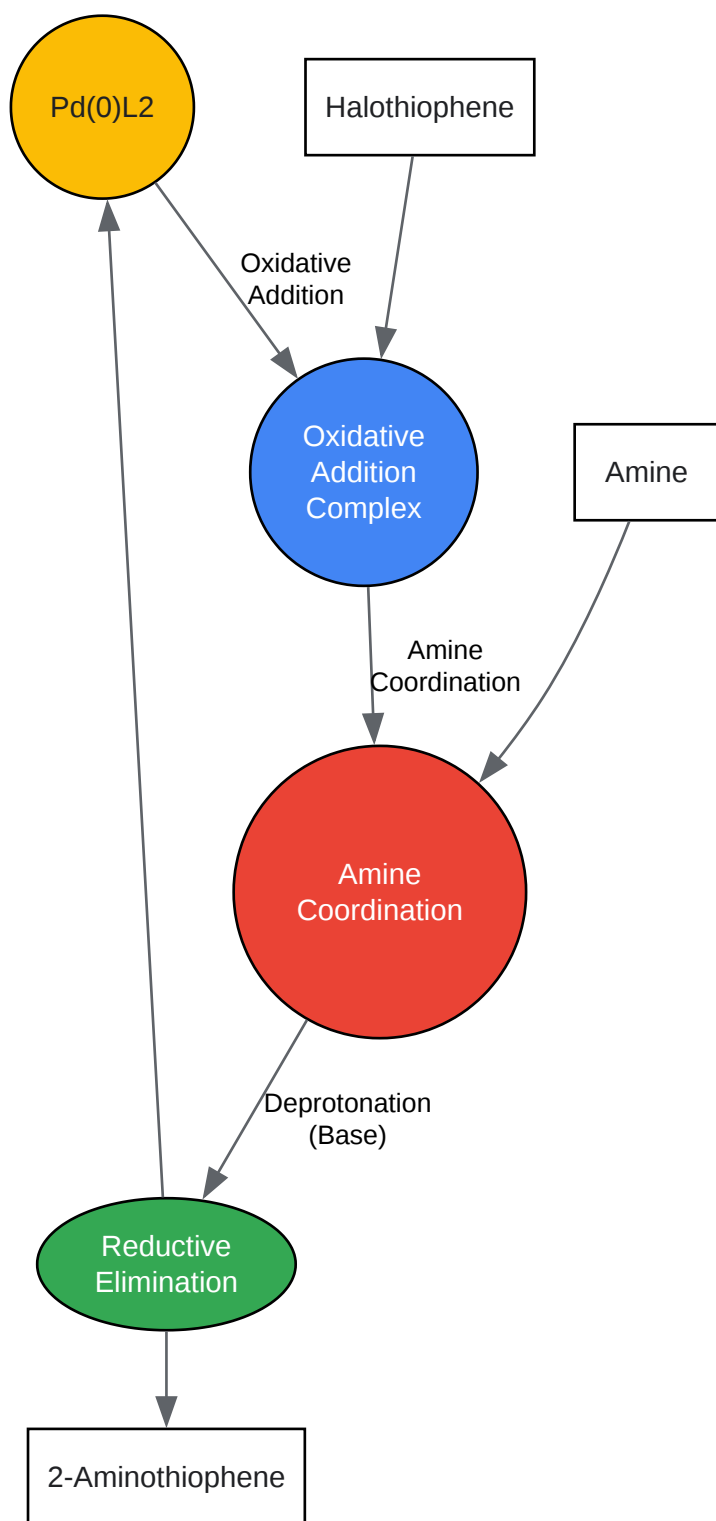 Pd(0)L2
Halothiophene
Oxidative
Addition
Oxidative
Addition
Complex
Amine
Amine
Coordination
Amine
Coordination
Deprotonation
(Base)
Reductive
Elimination
2-Aminothiophene